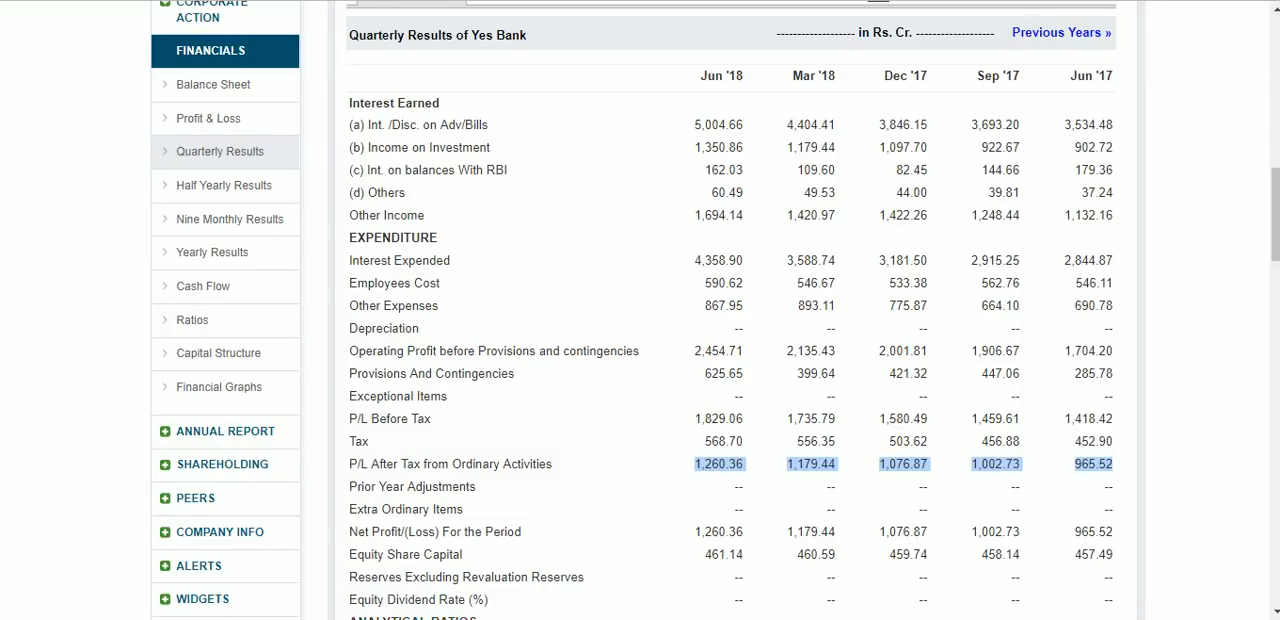 CORPORATE
ACTION
FINANCIALS
Balance Sheet
Profit & Loss
Quarterly Results
Half Yearly Results
Nine Monthly Results
Yearly Results
Cash Flow
Ratios
Capital Structure
Financial Graphs
ANNUAL REPORT
SHAREHOLDING
PEERS
COMPANY INFO
ALERTS
WIDGETS
Quarterly Results of Yes Bank ------------------- in Rs. Cr. ------------------- Previous Years »
Jun '18 Mar '18 Dec '17 Sep '17 Jun '17
Interest Earned
(a) Int. /Disc. on Adv/Bills 5,004.66 4,404.41 3,846.15 3,693.20 3,534.48
(b) Income on Investment 1,350.86 1,179.44 1,097.70 922.67 902.72
(c) Int. on balances With RBI 162.03 109.60 82.45 144.66 179.36
(d) Others 60.49 49.53 44.00 39.81 37.24
Other Income 1,694.14 1,420.97 1,422.26 1,248.44 1,132.16
EXPENDITURE
Interest Expended 4,358.90 3,588.74 3,181.50 2,915.25 2,844.87
Employees Cost 590.62 546.67 533.38 562.76 546.11
Other Expenses 867.95 893.11 775.87 664.10 690.78
Depreciation -- -- -- -- --
Operating Profit before Provisions and contingencies 2,454.71 2,135.43 2,001.81 1,906.67 1,704.20
Provisions And Contingencies 625.65 399.64 421.32 447.06 285.78
Exceptional Items -- -- -- -- --
P/L Before Tax 1,829.06 1,735.79 1,580.49 1,459.61 1,418.42
Tax 568.70 556.35 503.62 456.88 452.90
P/L After Tax from Ordinary Activities 1,260.36 1,179.44 1,076.87 1,002.73 965.52
Prior Year Adjustments -- -- -- -- --
Extra Ordinary Items -- -- -- -- --
Net Profit/(Loss) For the Period 1,260.36 1,179.44 1,076.87 1,002.73 965.52
Equity Share Capital 461.14 460.59 459.74 458.14 457.49
Reserves Excluding Revaluation Reserves -- -- -- -- --
Equity Dividend Rate (%) -- -- -- -- --
ANALYTICAL RATIOS